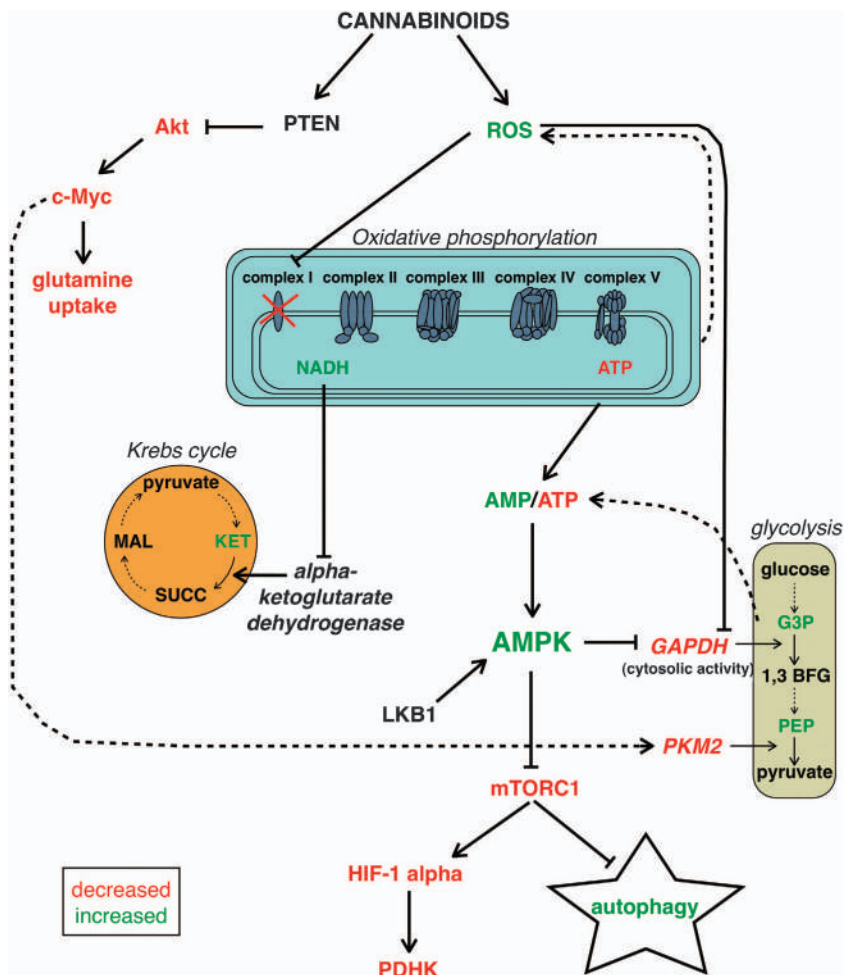 CANNABINOIDS
Akt
PTEN
ROS
c-Myc
glutamine
uptake
Oxidative phosphorylation
complex I
complex II
complex III
complex IV
complex V
NADH
ATP
Krebs cycle
pyruvate
MAL
KET
SUCC
alpha-
ketoglutarate
dehydrogenase
AMP/ATP
glycolysis
glucose
G3P
1,3 BFG
PEP
pyruvate
AMPK
GAPDH
(cytosolic activity)
LKB1
PKM2
mTORC1
HIF-1 alpha
autophagy
PDHK
decreased
increased